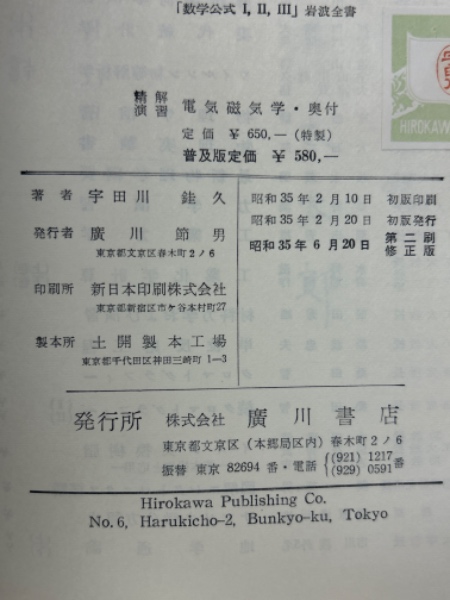 「数学公式 I, II, III」岩波全書
精解
演習 電気磁気学・奥付
定価 ￥650,—（特製）
普及版定価 ￥580,—
著者 宇田川 銈久
発行者 廣川 節男
東京都文京区春木町2ノ6
印刷所 新日本印刷株式会社
東京都新宿区市ケ谷本村町27
製本所 土開製本工場
東京都千代田区神田三崎町 1—3
昭和35年 2月10日 初版印刷
昭和35年 2月20日 初版発行
昭和35年 6月20日 第二刷
修正版
発行所 株式会社 廣川書店
東京都文京区（本郷局区内）春木町2ノ6
振替 東京 82694 番・電話 {(921) 1217
(929) 0591 番
Hirokawa Publishing Co.
No. 6, Harukicho-2, Bunkyo-ku, Tokyo
HIROKAW